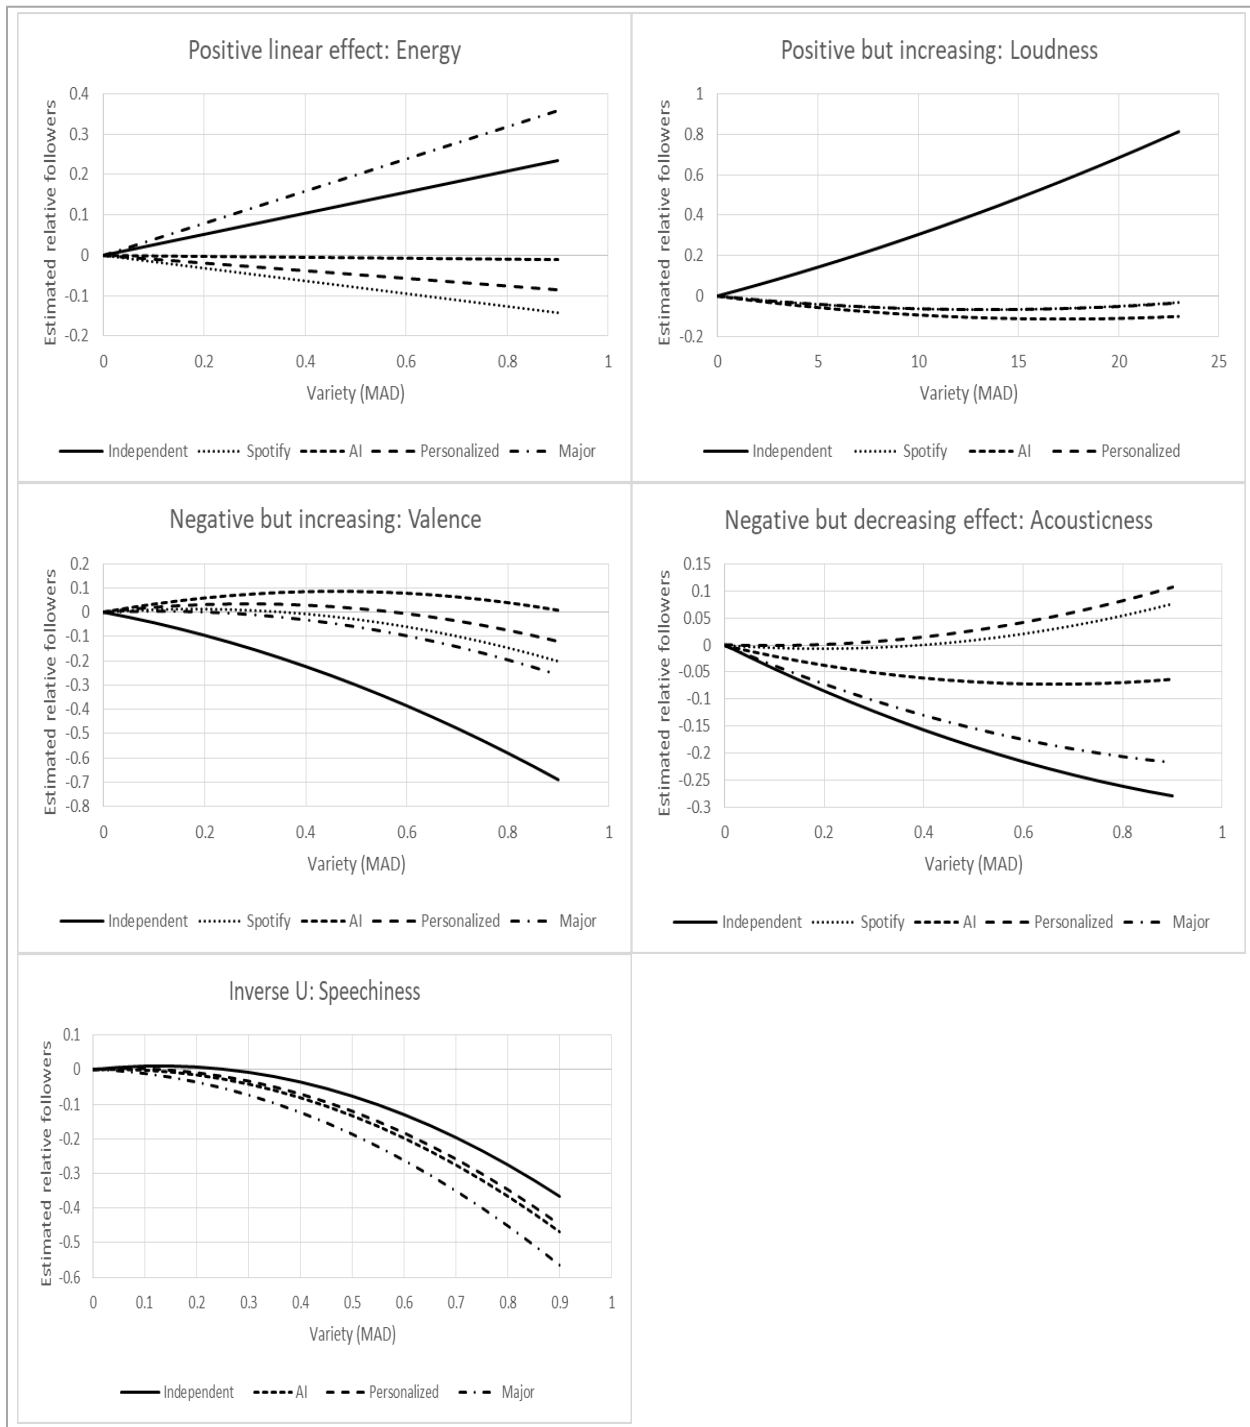 Positive linear effect: Energy
Estimated relative followers
0.4
0.3
0.2
0.1
0
-0.1
-0.2
0 0.2 0.4 0.6 0.8 1
Variety (MAD)
Independent Spotify AI Personalized Major
Positive but increasing: Loudness
Estimated relative followers
1
0.8
0.6
0.4
0.2
0
-0.2
0 5 10 15 20 25
Variety (MAD)
Independent Spotify AI Personalized
Negative but increasing: Valence
Estimated relative followers
0.2
0.1
0
-0.1
-0.2
-0.3
-0.4
-0.5
-0.6
-0.7
-0.8
0 0.2 0.4 0.6 0.8 1
Variety (MAD)
Independent Spotify AI Personalized Major
Negative but decreasing effect: Acousticness
Estimated relative followers
0.15
0.1
0.05
0
-0.05
-0.1
-0.15
-0.2
-0.25
-0.3
0 0.2 0.4 0.6 0.8 1
Variety (MAD)
Independent Spotify AI Personalized Major
Inverse U: Speechiness
Estimated relative followers
0.1
0
-0.1
-0.2
-0.3
-0.4
-0.5
-0.6
0 0.1 0.2 0.3 0.4 0.5 0.6 0.7 0.8 0.9 1
Variety (MAD)
Independent AI Personalized Major